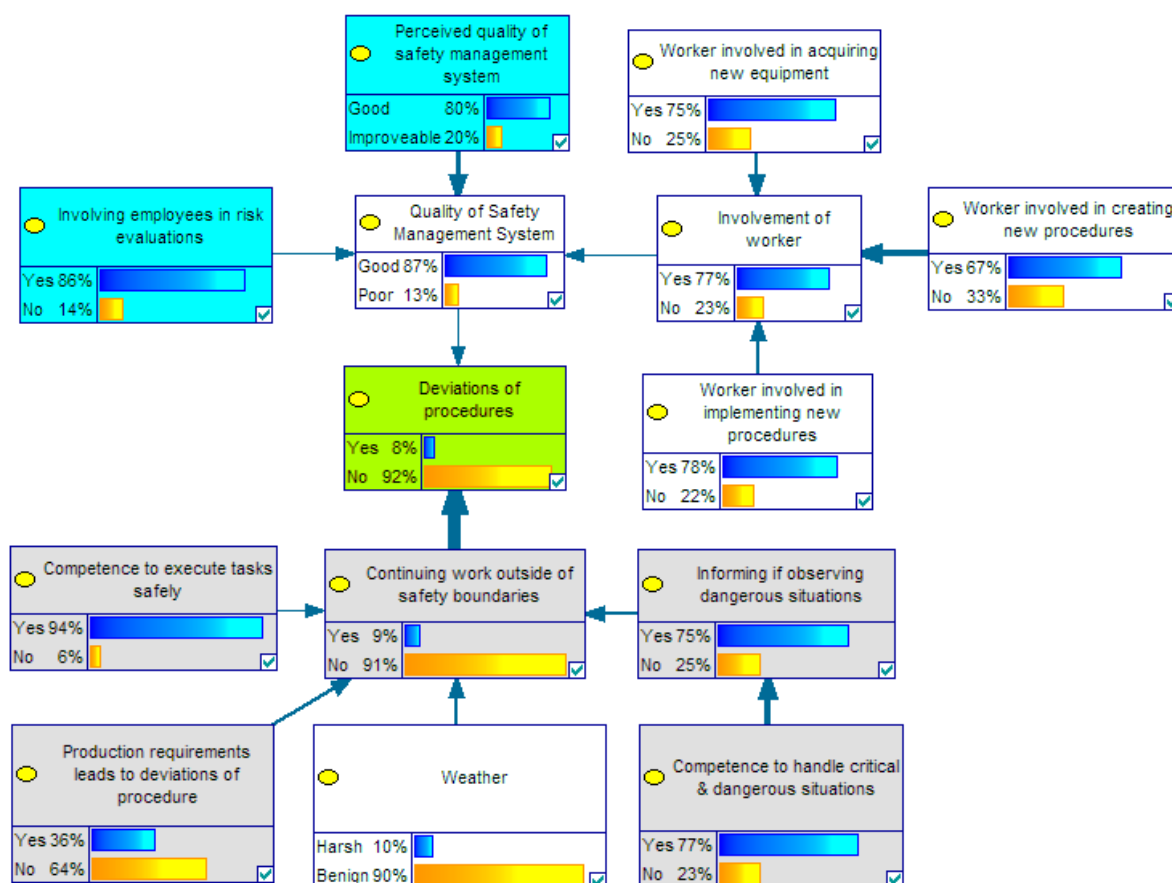 Perceived quality of
safety management
system
Good 80%
Improveable 20%
Worker involved in acquiring
new equipment
Yes 75%
No 25%
Involving employees in risk
evaluations
Yes 86%
No 14%
Quality of Safety
Management System
Good 87%
Poor 13%
Involvement of
worker
Yes 77%
No 23%
Worker involved in creating
new procedures
Yes 67%
No 33%
Deviations of
procedures
Yes 8%
No 92%
Worker involved in
implementing new
procedures
Yes 78%
No 22%
Competence to execute tasks
safely
Yes 94%
No 6%
Continuing work outside of
safety boundaries
Yes 9%
No 91%
Informing if observing
dangerous situations
Yes 75%
No 25%
Production requirements
leads to deviations of
procedure
Yes 36%
No 64%
Weather
Harsh 10%
Benign 90%
Competence to handle critical
& dangerous situations
Yes 77%
No 23%